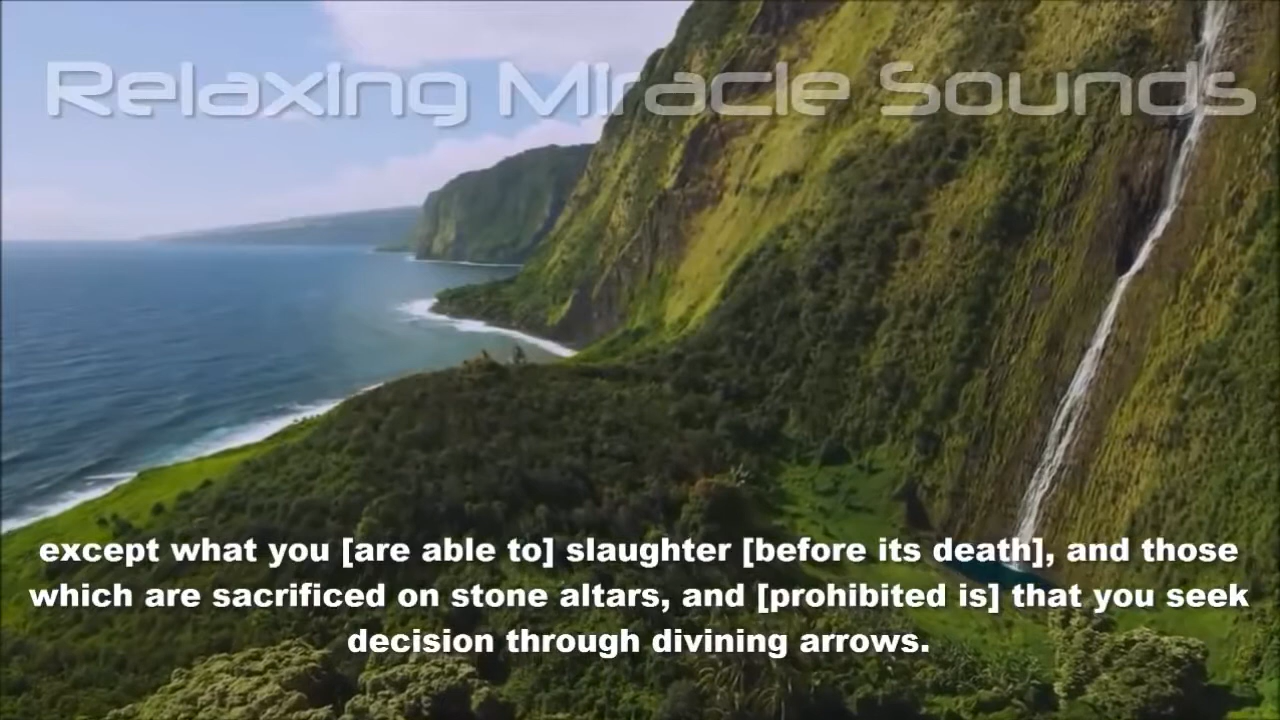 Relaxing Miracle Sounds
except what you [are able to] slaughter [before its death], and those
which are sacrificed on stone altars, and [prohibited is] that you seek
decision through divining arrows.